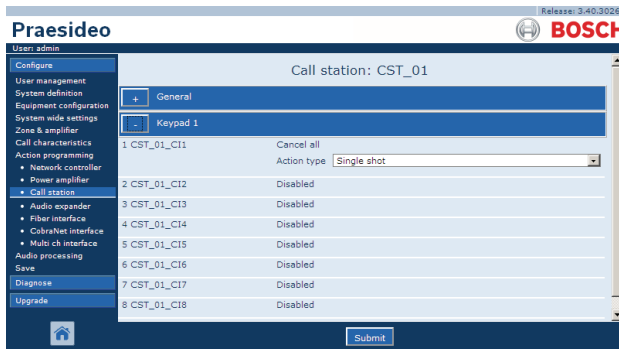 Release: 3.40.3026
Praesideo
BOSCH
User: admin
Configure
User management
System definition
Equipment configuration
System wide settings
Zone & amplifier
Call characteristics
Action programming
• Network controller
• Power amplifier
• Call station
• Audio expander
• Fiber interface
• CobraNet interface
• Multi ch interface
Audio processing
Save
Diagnose
Upgrade
Call station: CST_01
+ General
- Keypad 1
1 CST_01_CI1 Cancel all
Action type Single shot
2 CST_01_CI2 Disabled
3 CST_01_CI3 Disabled
4 CST_01_CI4 Disabled
5 CST_01_CI5 Disabled
6 CST_01_CI6 Disabled
7 CST_01_CI7 Disabled
8 CST_01_CI8 Disabled
Submit